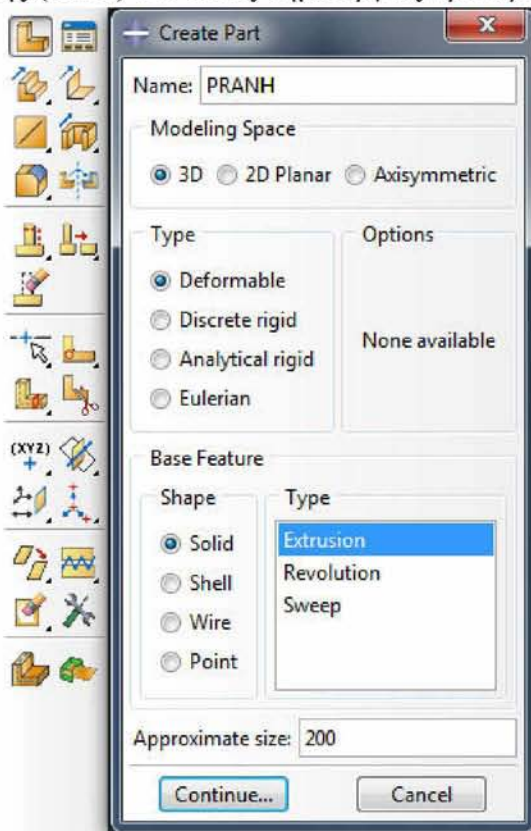 Create Part
Name: PRANH
Modeling Space
3D 2D Planar Axisymmetric
Type
Deformable
Discrete rigid
Analytical rigid
Eulerian
Options
None available
Base Feature
Shape
Solid
Shell
Wire
Point
Type
Extrusion
Revolution
Sweep
Approximate size: 200
Continue... Cancel
(XYZ)